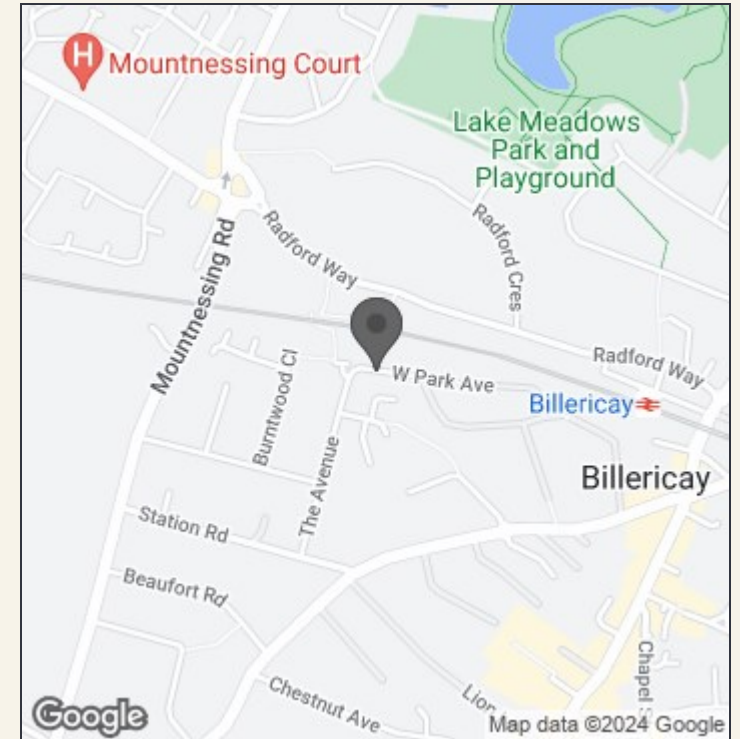 H
Mountnessing Court
Lake Meadows
Park and
Playground
Radford Way
Radford Cres
Mountnessing Rd
Radford Way
W Park Ave
Billericay
Burntwood Cl
The Avenue
Billericay
Station Rd
Beaufort Rd
Chestnut Ave
Lion
Chapel S
Google
Map data ©2024 Google